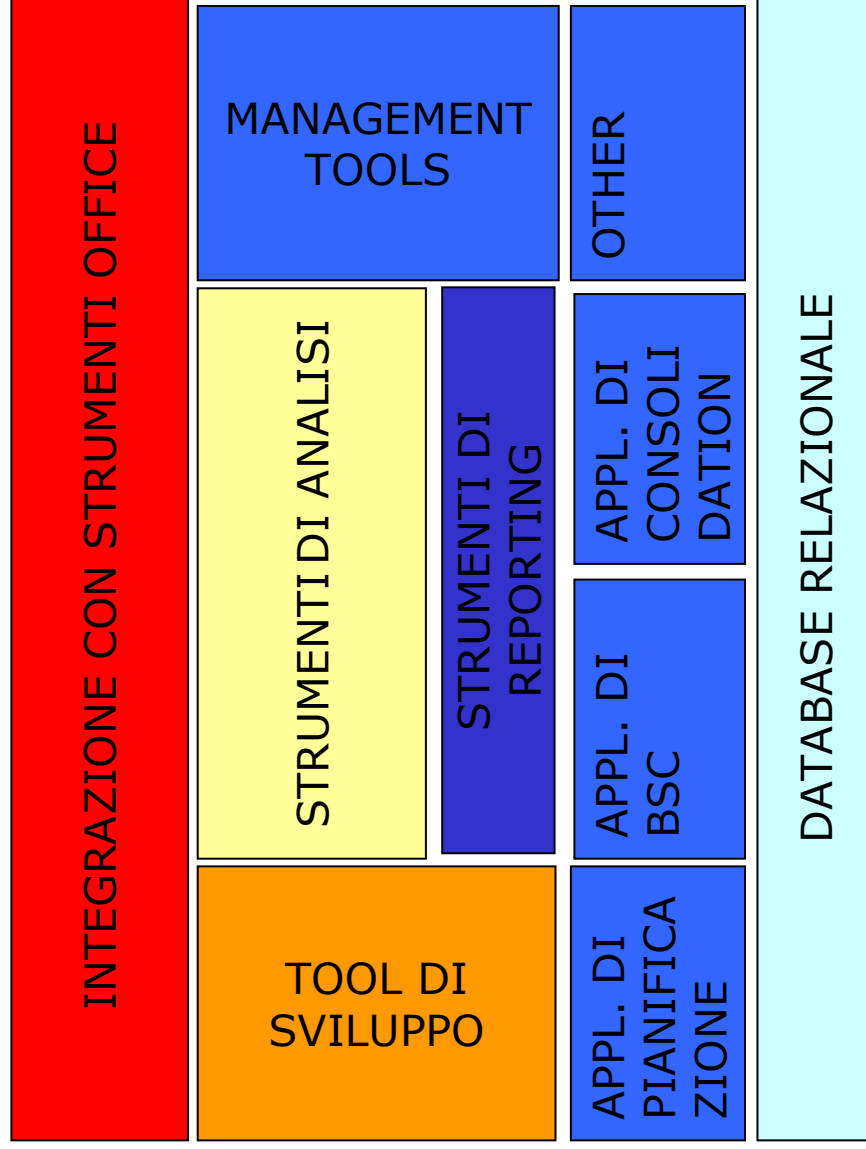 INTEGRAZIONE CON STRUMENTI OFFICE
MANAGEMENT
TOOLS
STRUMENTI DI ANALISI
STRUMENTI DI
REPORTING
TOOL DI
SVILUPPO
OTHER
APPL. DI
CONSOLI
DATION
APPL. DI
BSC
APPL. DI
PIANIFICA
ZIONE
DATABASE RELAZIONALE